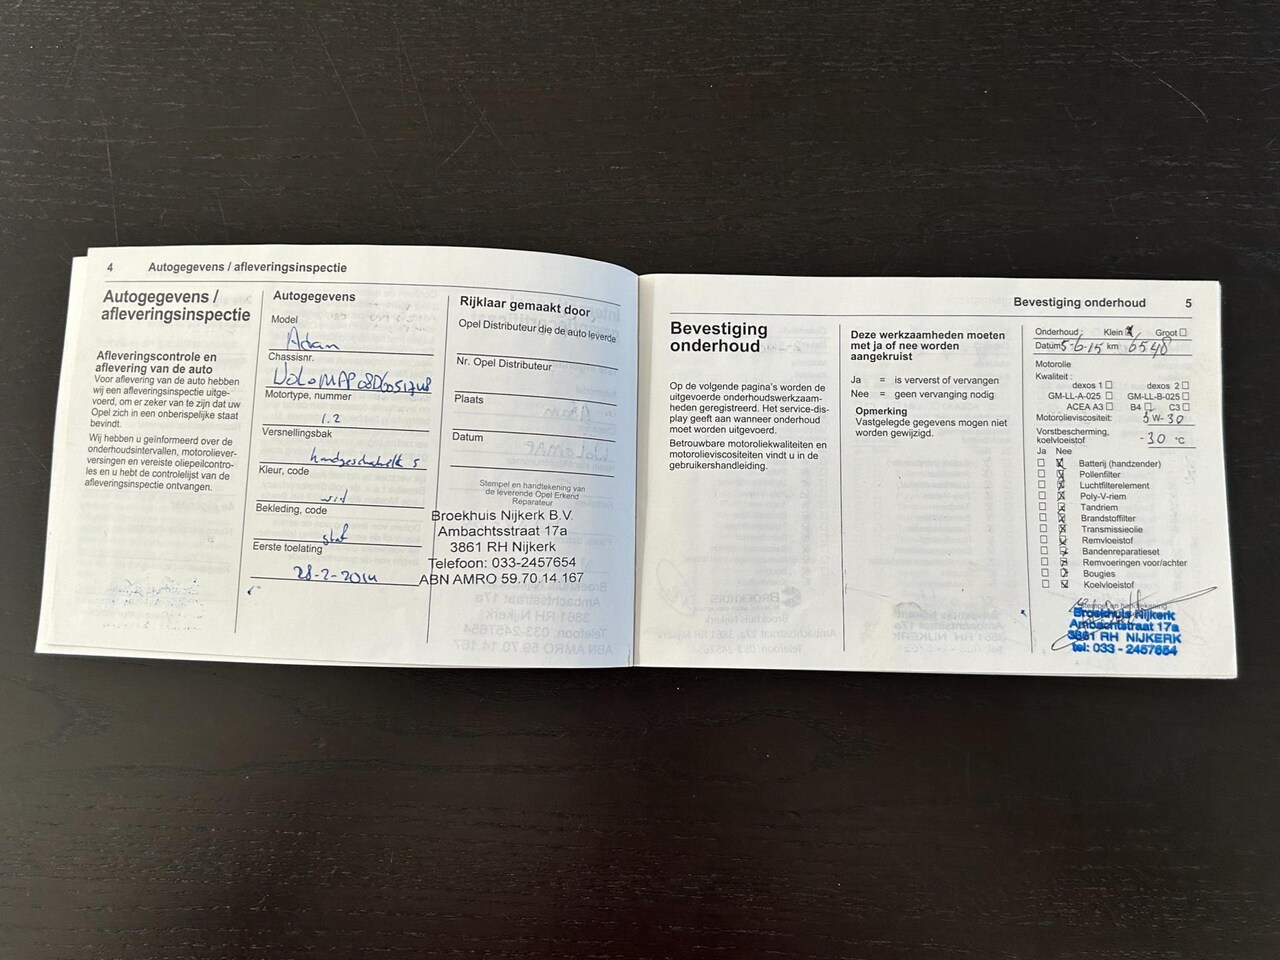 4 Autogegevens / afleveringsinspectie
Autogegevens /
afleveringsinspectie
Afleveringscontrole en
aflevering van de auto
Voor aflevering van de auto hebben
wij een afleveringsinspectie uitge-
voerd, om er zeker van te zijn dat uw
Opel zich in een onberispelijke staat
bevindt.
Wij hebben u geïnformeerd over de
onderhoudsintervallen, motoroliever-
versingen en vereiste oliepeilcontro-
les en u hebt de controlelijst van de
afleveringsinspectie ontvangen.
Autogegevens
Model
Adam
Chassisnr.
Motortype, nummer
1.2
Versnellingsbak
handgeschakelt 5
Kleur, code
wit
Bekleding, code
stof
Eerste toelating
28-2-2014
Rijklaar gemaakt door
Opel Distributeur die de auto leverde
Nr. Opel Distributeur
Plaats
Datum
Stempel en handtekening van
de leverende Opel Erkend
Reparateur
Broekhuis Nijkerk B.V.
Ambachtsstraat 17a
3861 RH Nijkerk
Telefoon: 033-2457654
ABN AMRO 59.70.14.167
Bevestiging onderhoud 5
Bevestiging
onderhoud
Op de volgende pagina's worden de
uitgevoerde onderhoudswerkzaam-
heden geregistreerd. Het service-dis-
play geeft aan wanneer onderhoud
moet worden uitgevoerd.
Betrouwbare motoroliekwaliteiten en
motorolieviscositeiten vindt u in de
gebruikershandleiding.
Deze werkzaamheden moeten
met ja of nee worden
aangekruist
Ja = is ververst of vervangen
Nee = geen vervanging nodig
Opmerking
Vastgelegde gegevens mogen niet
worden gewijzigd.
Onderhoud: Klein Groot
Datum 5-6-15 km 6548
Motorolie
Kwaliteit :
dexos 1 dexos 2
GM-LL-A-025 GM-LL-B-025
ACEA A3 B4 C3
Motorolieviscositeit: 5W-30
Vorstbescherming,
koelvloeistof -30 °C
Ja Nee
Batterij (handzender)
Pollenfilter
Luchtfilterelement
Poly-V-riem
Tandriem
Brandstoffilter
Transmissieolie
Remvloeistof
Bandenreparatieset
Remvoeringen voor/achter
Bougies
Koelvloeistof
Stempel en handtekening
Broekhuis Nijkerk
Ambachtstraat 17a
3861 RH NIJKERK
tel: 033 - 2457654